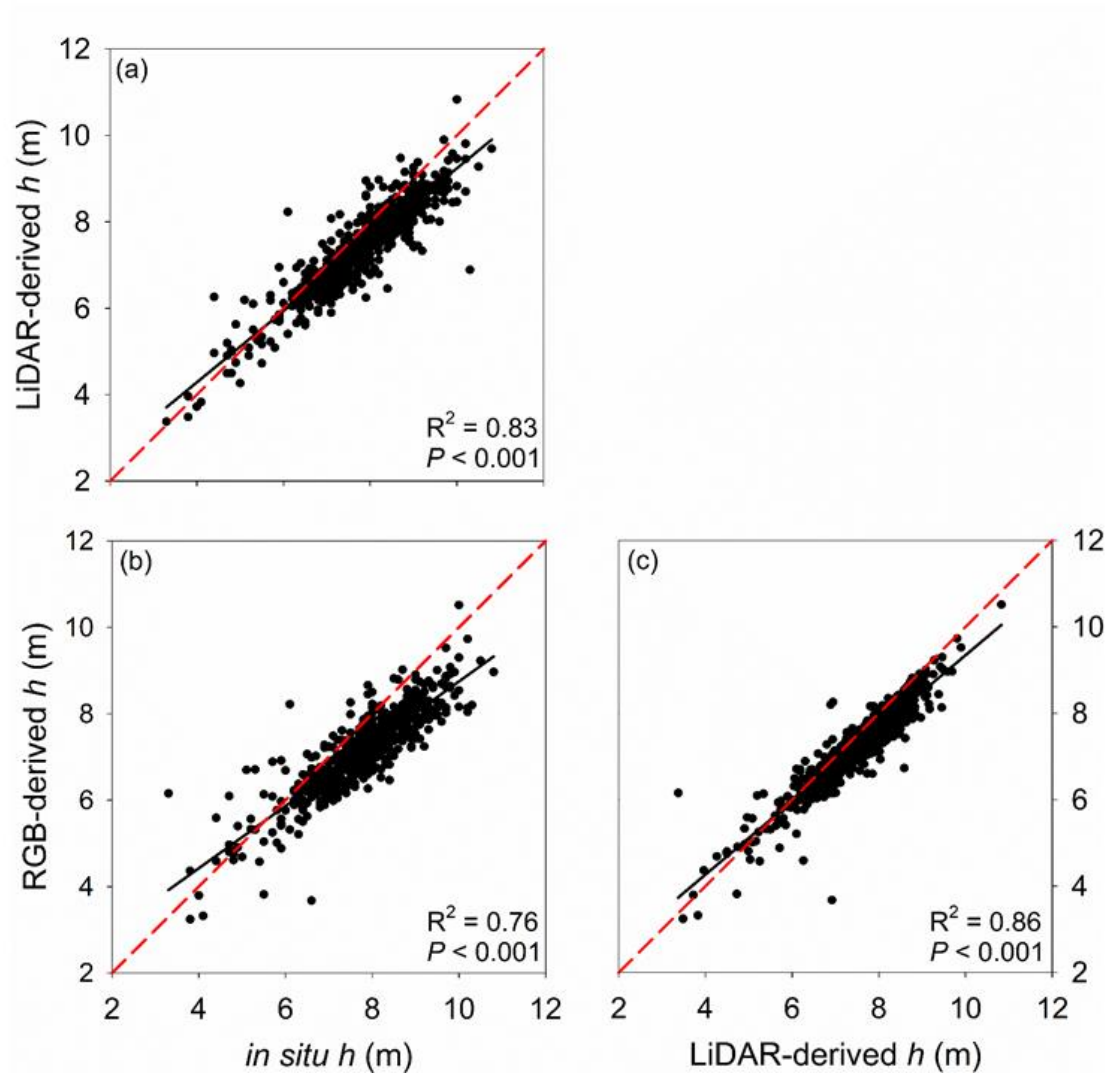 (a)
12
10
8
6
4
2
LiDAR-derived h (m)
R² = 0.83
P < 0.001
(b)
12
10
8
6
4
2
RGB-derived h (m)
R² = 0.76
P < 0.001
2 4 6 8 10 12
in situ h (m)
(c)
12
10
8
6
4
2
R² = 0.86
P < 0.001
2 4 6 8 10 12
LiDAR-derived h (m)